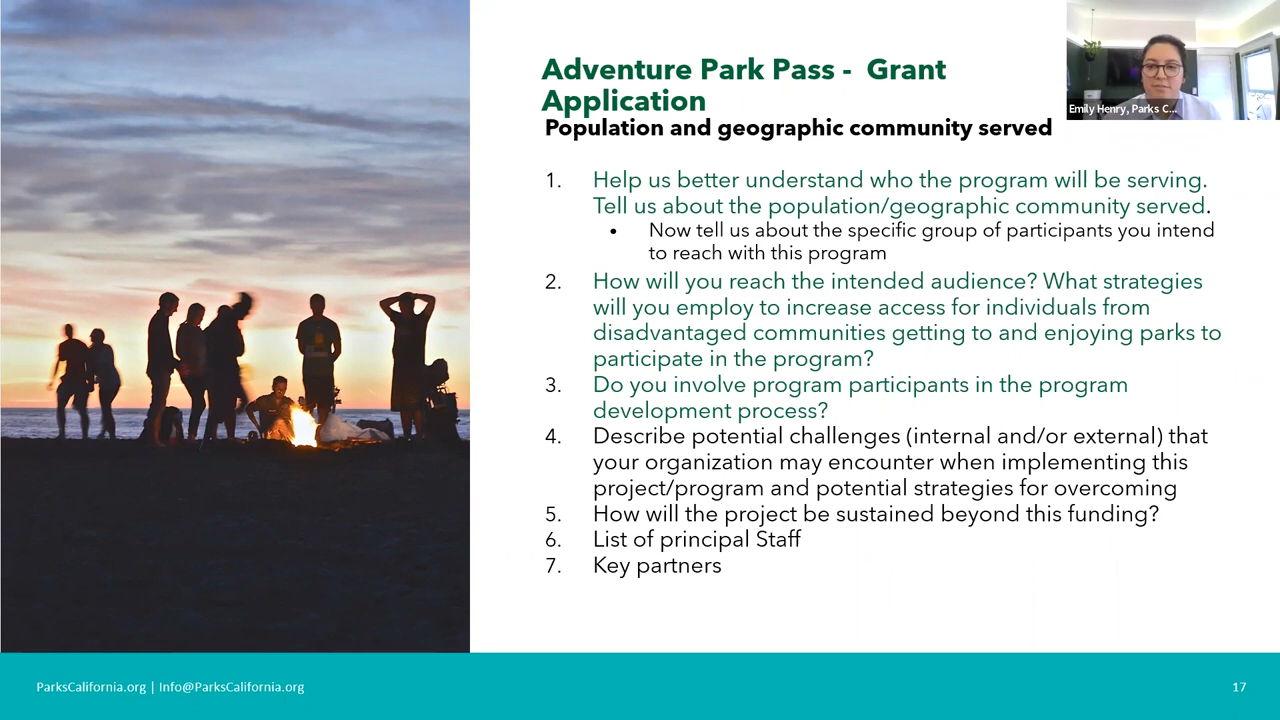 Adventure Park Pass - Grant
Application
Population and geographic community served
Emily Henry, Parks C...
1. Help us better understand who the program will be serving.
Tell us about the population/geographic community served.
• Now tell us about the specific group of participants you intend
to reach with this program
2. How will you reach the intended audience? What strategies
will you employ to increase access for individuals from
disadvantaged communities getting to and enjoying parks to
participate in the program?
3. Do you involve program participants in the program
development process?
4. Describe potential challenges (internal and/or external) that
your organization may encounter when implementing this
project/program and potential strategies for overcoming
5. How will the project be sustained beyond this funding?
6. List of principal Staff
7. Key partners
ParksCalifornia.org | Info@ParksCalifornia.org
17